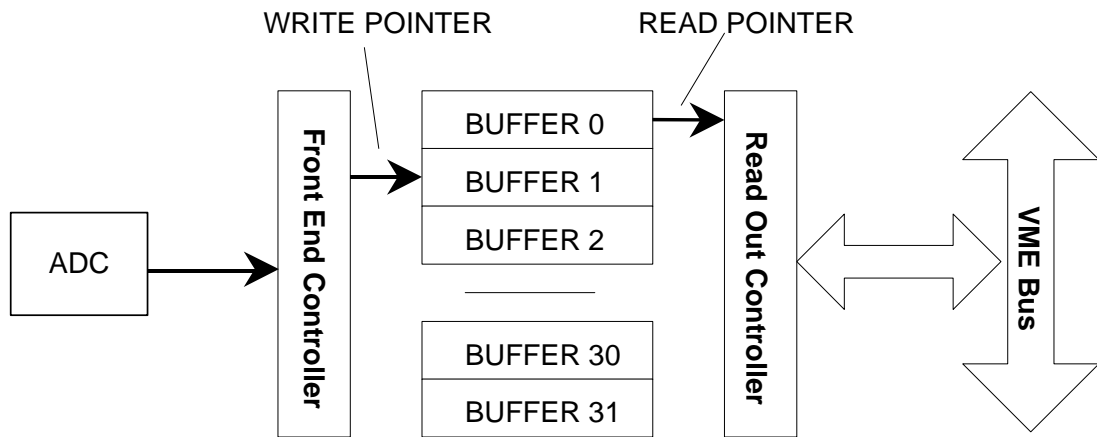 WRITE POINTER
READ POINTER
ADC
Front End Controller
BUFFER 0
BUFFER 1
BUFFER 2
BUFFER 30
BUFFER 31
Read Out Controller
VME Bus